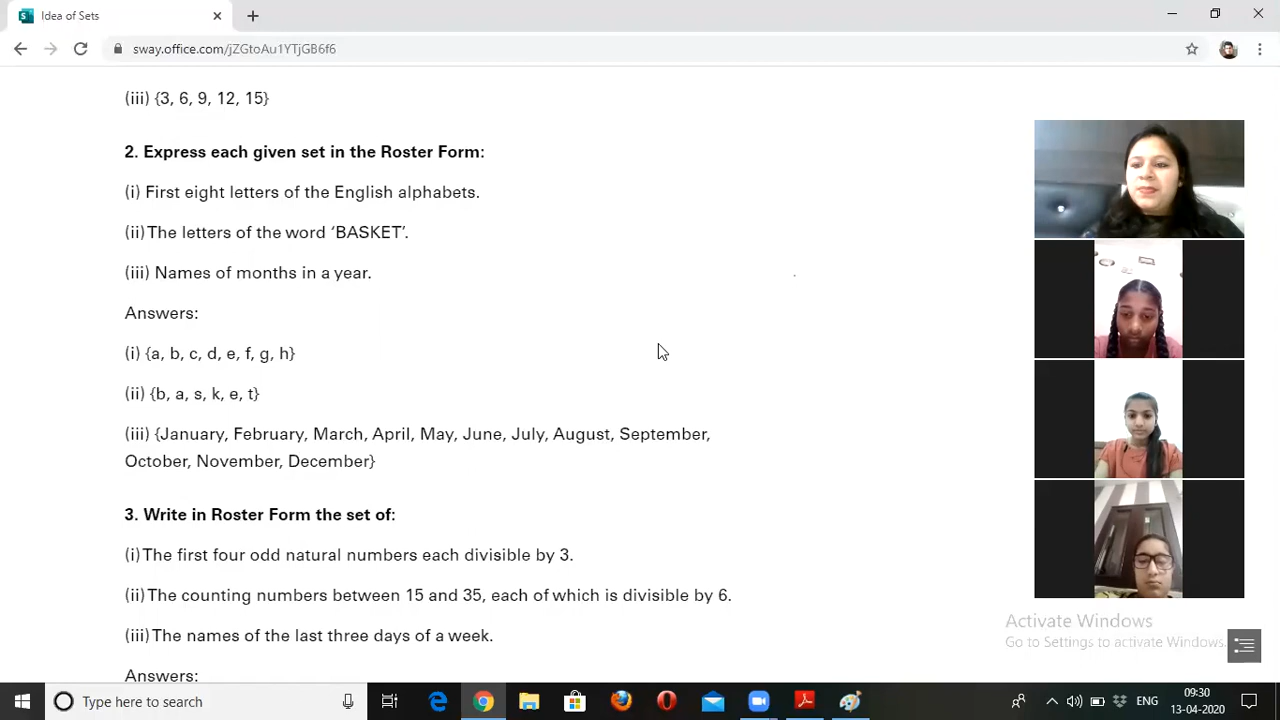 Idea of Sets
sway.office.com/jZGtoAu1YTjGB6f6
(iii) {3, 6, 9, 12, 15}
2. Express each given set in the Roster Form:
(i) First eight letters of the English alphabets.
(ii) The letters of the word ‘BASKET’.
(iii) Names of months in a year.
Answers:
(i) {a, b, c, d, e, f, g, h}
(ii) {b, a, s, k, e, t}
(iii) {January, February, March, April, May, June, July, August, September,
October, November, December}
3. Write in Roster Form the set of:
(i) The first four odd natural numbers each divisible by 3.
(ii) The counting numbers between 15 and 35, each of which is divisible by 6.
(iii) The names of the last three days of a week.
Answers:
Activate Windows
Go to Settings to activate Windows.
Type here to search
ENG
09:30
13-04-2020